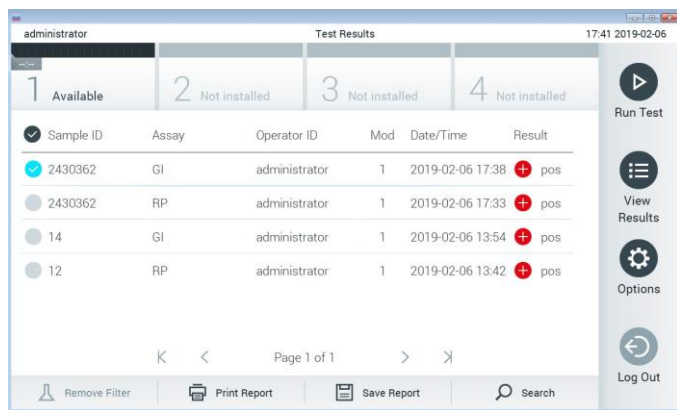 administrator Test Results 17:41 2019-02-06
1 Available 2 Not installed 3 Not installed 4 Not installed
Run Test
Sample ID Assay Operator ID Mod Date/Time Result
2430362 GI administrator 1 2019-02-06 17:38 pos
2430362 RP administrator 1 2019-02-06 17:33 pos
View
Results
14 GI administrator 1 2019-02-06 13:54 pos
12 RP administrator 1 2019-02-06 13:42 pos
Options
Page 1 of 1
Log Out
Remove Filter Print Report Save Report Search